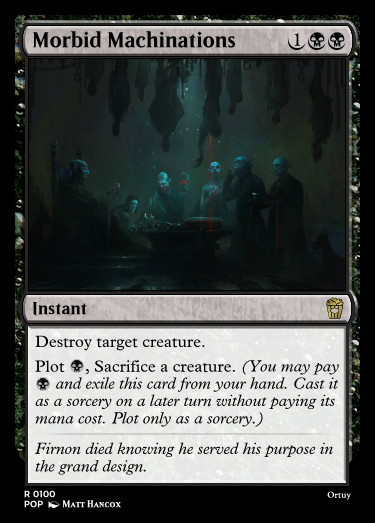 Morbid Machinations 1
Instant
Destroy target creature.
Plot , Sacrifice a creature. (You may pay
and exile this card from your hand. Cast it
as a sorcery on a later turn without paying its
mana cost. Plot only as a sorcery.)
Firnon died knowing he served his purpose in
the grand design.
R 0100 Ortuy
POP Matt Hancox